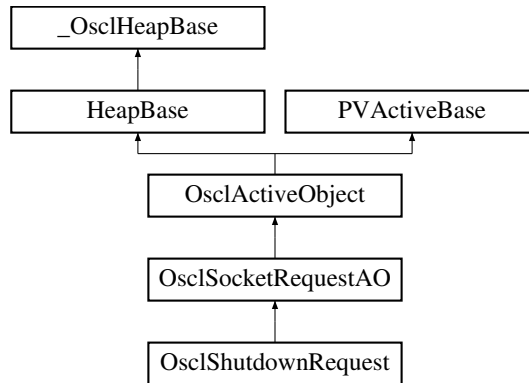 _OsclHeapBase
HeapBase
PVActiveBase
OsclActiveObject
OsclSocketRequestAO
OsclShutdownRequest